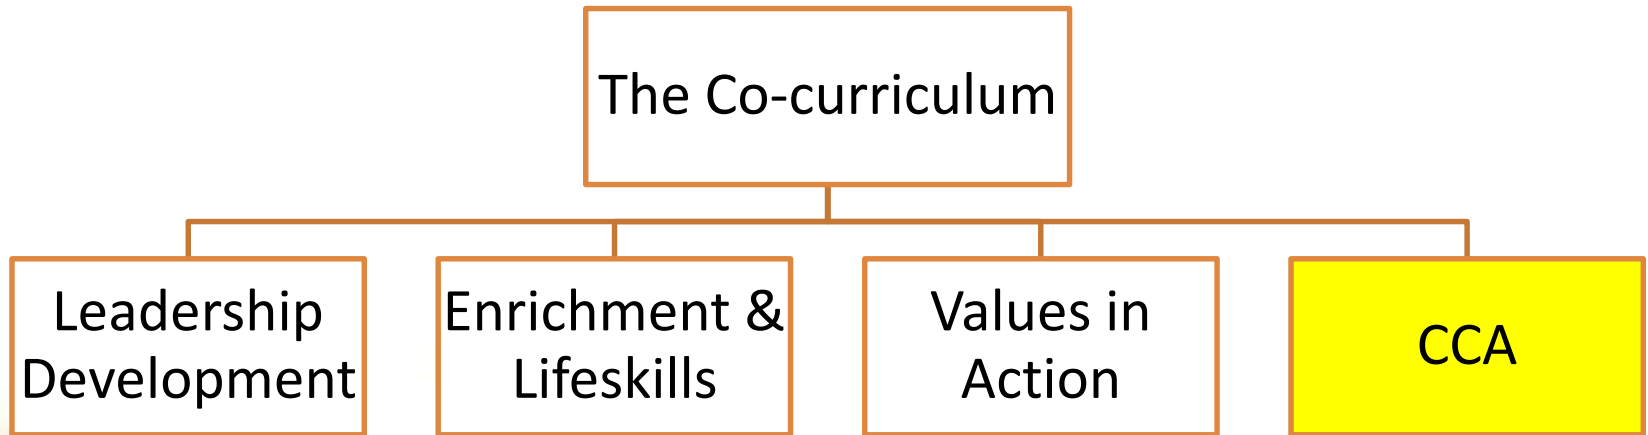 The Co-curriculum
Leadership
Development
Enrichment &
Lifeskills
Values in
Action
CCA